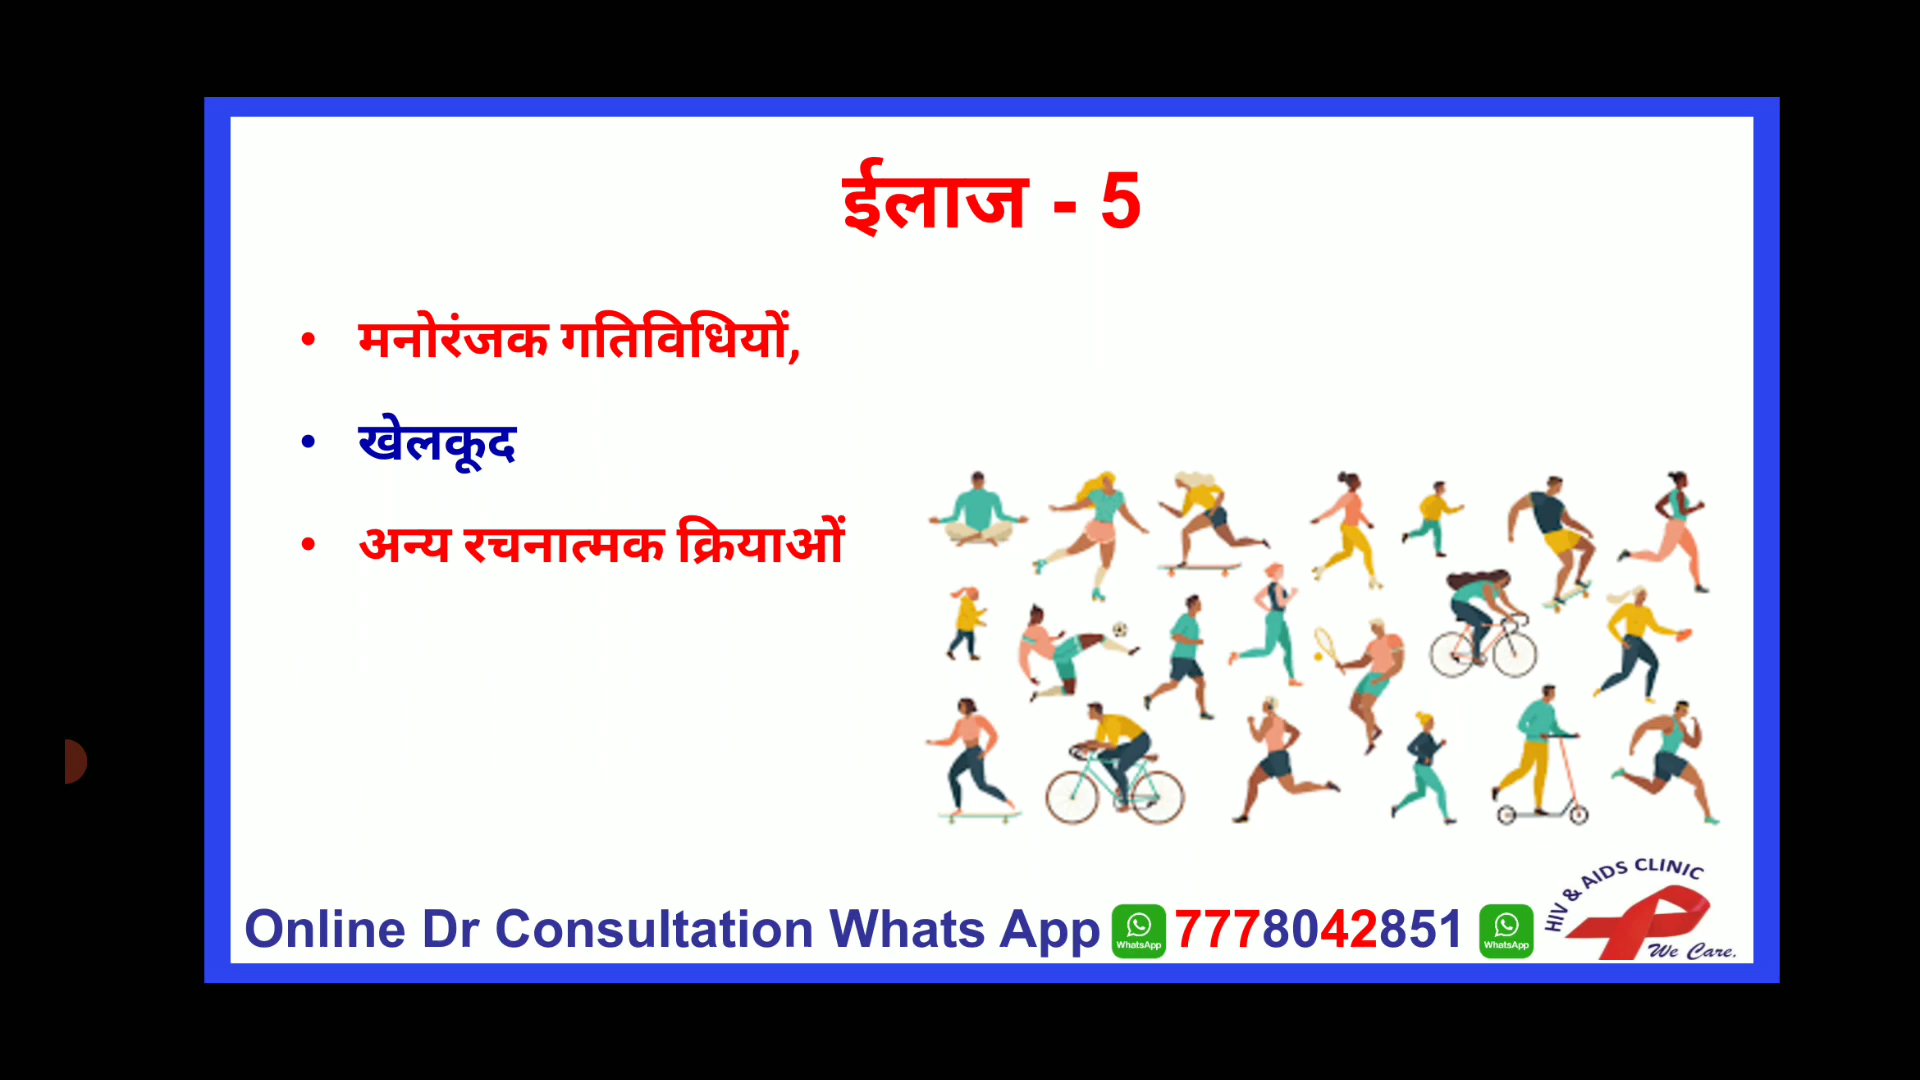 ईलाज - 5
• मनोरंजक गतिविधियों,
• खेलकूद
• अन्य रचनात्मक क्रियाओं
HIV & AIDS CLINIC
Online Dr Consultation Whats App WhatsApp 7778042851 WhatsApp
We Care.